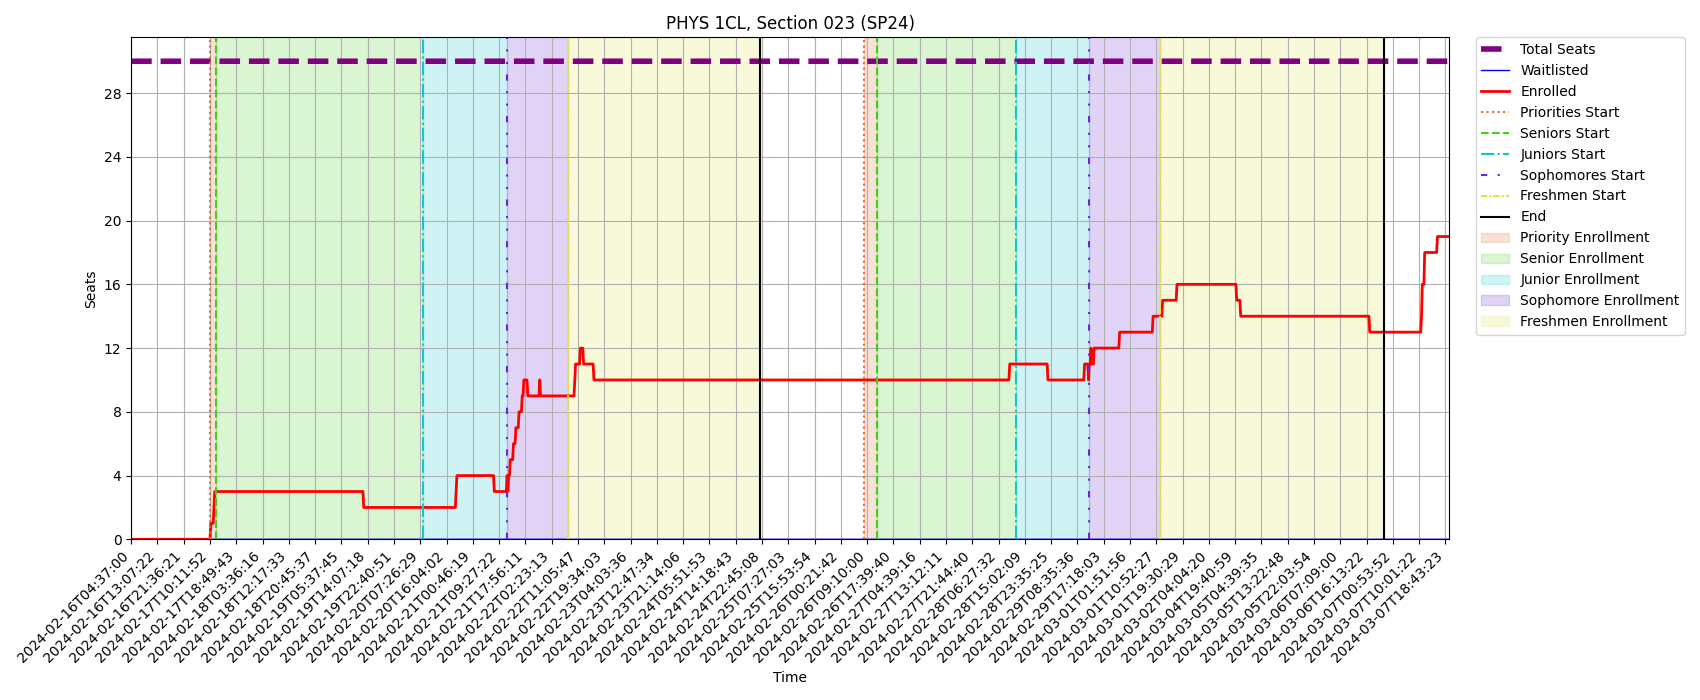 PHYS 1CL, Section 023 (SP24)
Seats
28
24
20
16
12
8
4
0
2024-02-16T04:37:00
2024-02-16T13:07:22
2024-02-16T21:36:21
2024-02-17T10:11:52
2024-02-17T18:49:43
2024-02-18T03:36:16
2024-02-18T12:17:33
2024-02-18T20:45:37
2024-02-19T05:37:45
2024-02-19T14:07:18
2024-02-19T22:40:51
2024-02-20T07:26:29
2024-02-20T16:04:02
2024-02-21T00:46:19
2024-02-21T09:27:22
2024-02-21T17:56:11
2024-02-22T02:23:13
2024-02-22T11:05:47
2024-02-22T19:34:03
2024-02-23T04:03:36
2024-02-23T12:47:34
2024-02-23T21:14:06
2024-02-24T05:51:53
2024-02-24T14:18:43
2024-02-24T22:45:08
2024-02-25T07:27:03
2024-02-25T15:53:54
2024-02-26T00:21:42
2024-02-26T09:10:00
2024-02-26T17:39:40
2024-02-27T04:39:16
2024-02-27T13:12:11
2024-02-27T21:44:40
2024-02-28T06:27:32
2024-02-28T15:02:09
2024-02-28T23:35:25
2024-02-29T08:35:36
2024-02-29T17:18:03
2024-03-01T01:51:56
2024-03-01T10:52:27
2024-03-01T19:30:29
2024-03-02T04:04:20
2024-03-04T19:40:59
2024-03-05T04:39:35
2024-03-05T13:22:48
2024-03-05T22:03:54
2024-03-06T07:09:00
2024-03-06T16:13:22
2024-03-07T00:53:52
2024-03-07T10:01:22
2024-03-07T18:43:23
Time
Total Seats
Waitlisted
Enrolled
Priorities Start
Seniors Start
Juniors Start
Sophomores Start
Freshmen Start
End
Priority Enrollment
Senior Enrollment
Junior Enrollment
Sophomore Enrollment
Freshmen Enrollment